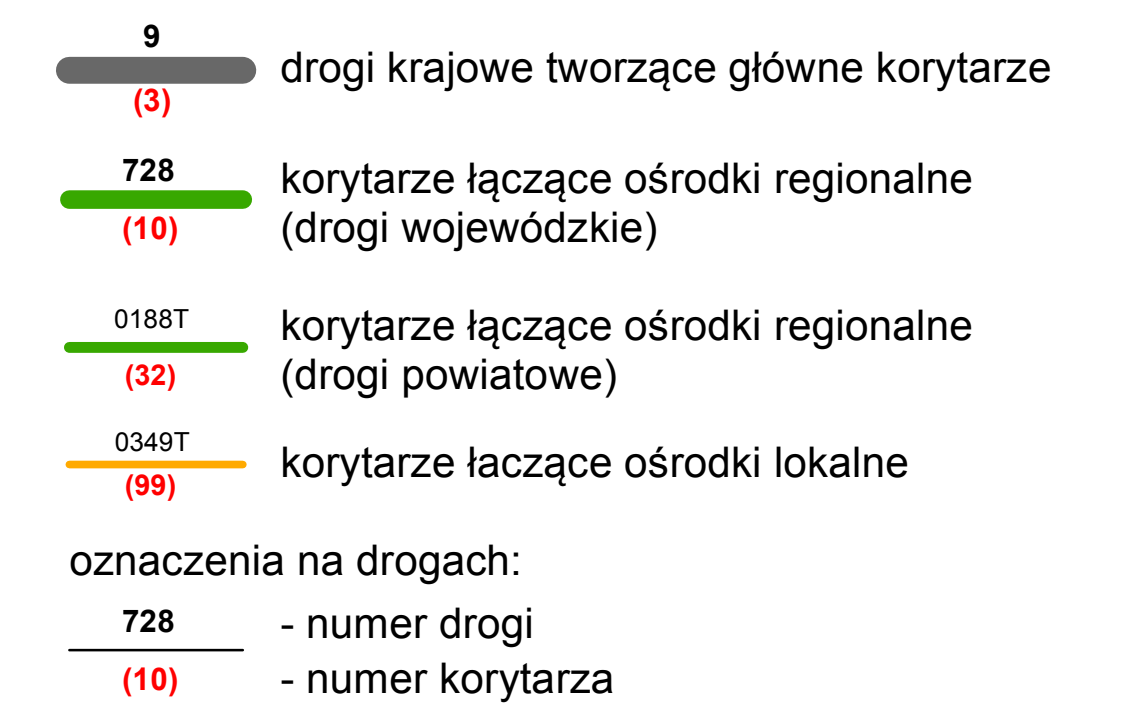 9
drogi krajowe tworzące główne korytarze
(3)
728
korytarze łączące ośrodki regionalne
(10)
(drogi wojewódzkie)
0188T
korytarze łączące ośrodki regionalne
(32)
(drogi powiatowe)
0349T
korytarze łaczące ośrodki lokalne
(99)
oznaczenia na drogach:
728 - numer drogi
(10) - numer korytarza